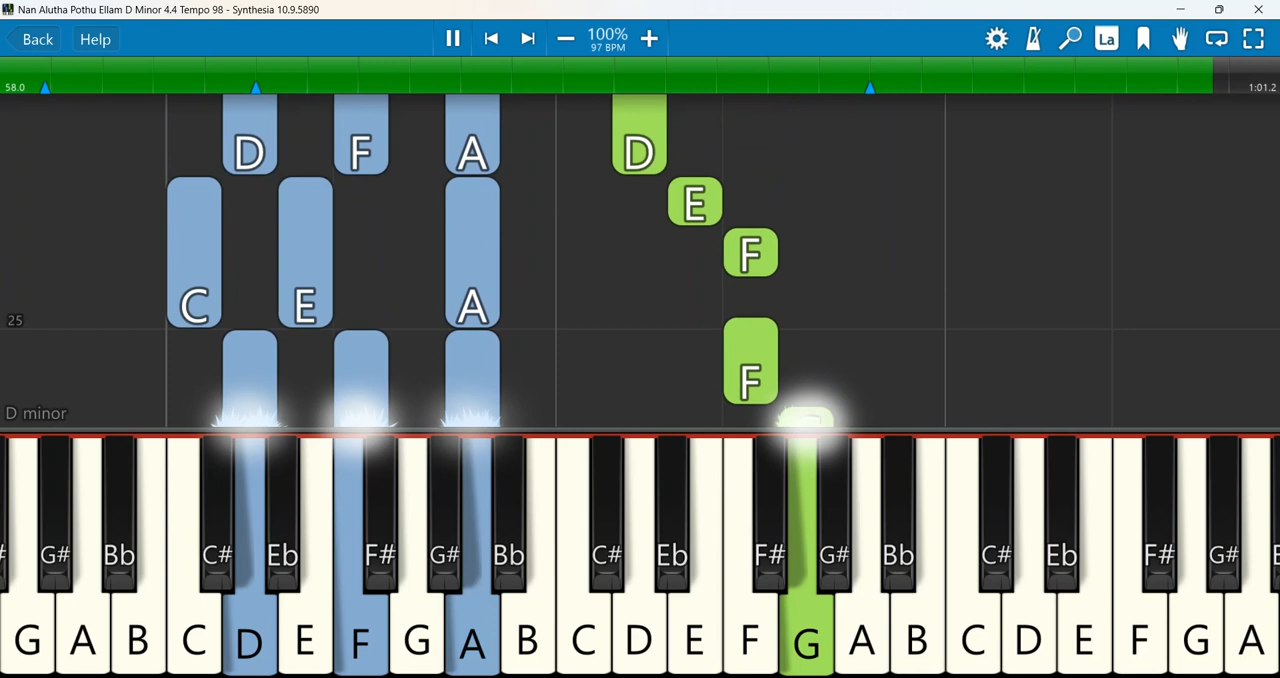 Nan Alutha Pothu Ellam D Minor 4.4 Tempo 98 - Synthesia 10.9.5890
Back Help 100% La
97 BPM
58.0 1:01.2
D F A D
E
F
C E A
25
F
D minor
G# Bb C# Eb F# G# Bb C# Eb F# G# Bb C# Eb F# G#
G A B C D E F G A B C D E F G A B C D E F G A